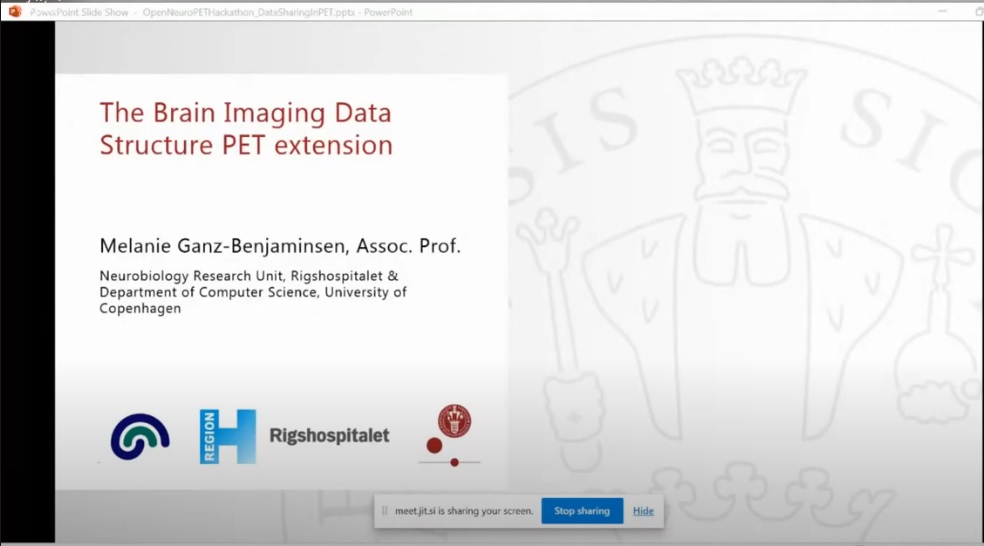 PowerPoint Slide Show - OpenNeuroPETHackathon_DataSharingInPET.pptx - PowerPoint
The Brain Imaging Data
Structure PET extension
SIS
SIG
Melanie Ganz-Benjaminsen, Assoc. Prof.
Neurobiology Research Unit, Rigshospitalet &
Department of Computer Science, University of
Copenhagen
REGION
H
Rigshospitalet
meet.jit.si is sharing your screen.
Stop sharing
Hide